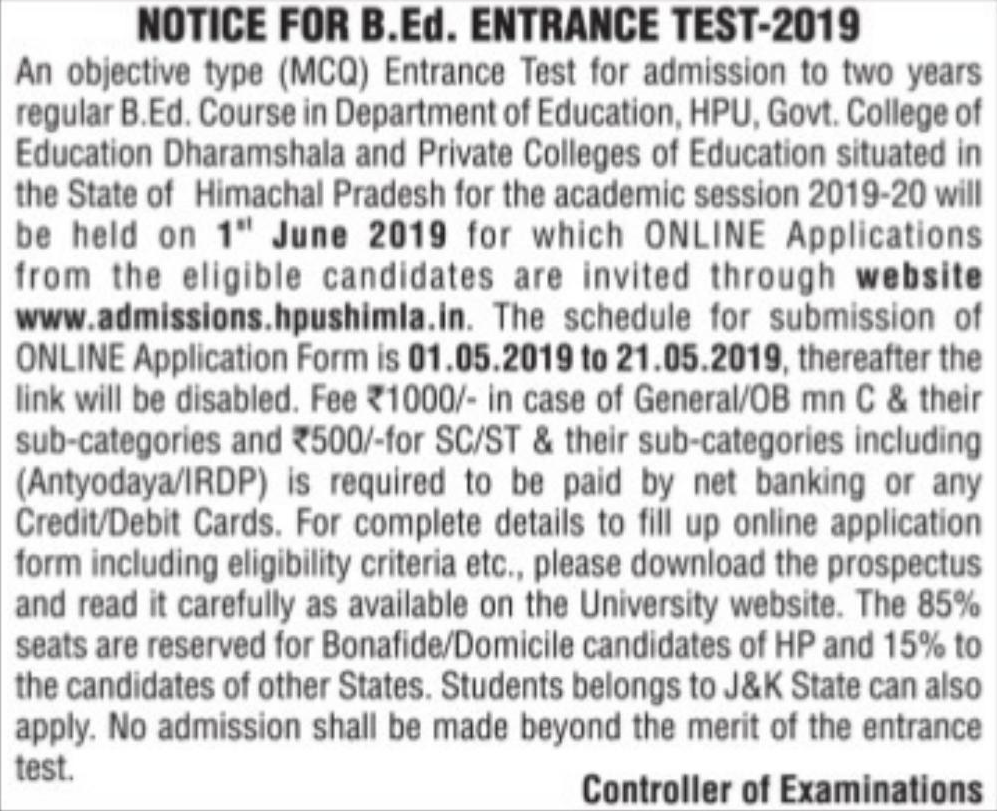 NOTICE FOR B.Ed. ENTRANCE TEST-2019
An objective type (MCQ) Entrance Test for admission to two years
regular B.Ed. Course in Department of Education, HPU, Govt. College of
Education Dharamshala and Private Colleges of Education situated in
the State of Himachal Pradesh for the academic session 2019-20 will
be held on 1st June 2019 for which ONLINE Applications
from the eligible candidates are invited through website
www.admissions.hpushimla.in. The schedule for submission of
ONLINE Application Form is 01.05.2019 to 21.05.2019, thereafter the
link will be disabled. Fee ₹1000/- in case of General/OB mn C & their
sub-categories and ₹500/-for SC/ST & their sub-categories including
(Antyodaya/IRDP) is required to be paid by net banking or any
Credit/Debit Cards. For complete details to fill up online application
form including eligibility criteria etc., please download the prospectus
and read it carefully as available on the University website. The 85%
seats are reserved for Bonafide/Domicile candidates of HP and 15% to
the candidates of other States. Students belongs to J&K State can also
apply. No admission shall be made beyond the merit of the entrance
test.
Controller of Examinations